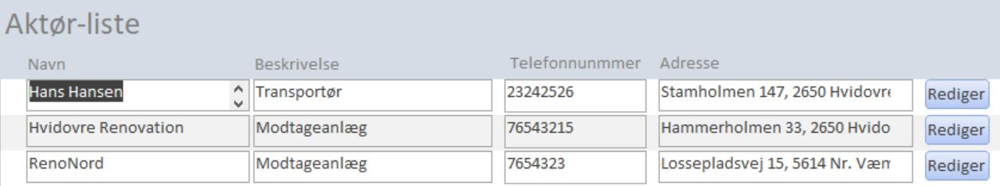 Aktør-liste
Navn Beskrivelse Telefonnunmmer Adresse
Hans Hansen Transportør 23242526 Stamholmen 147, 2650 Hvidovre Rediger
Hvidovre Renovation Modtageanlæg 76543215 Hammerholmen 33, 2650 Hvido Rediger
RenoNord Modtageanlæg 7654323 Lossepladsvej 15, 5614 Nr. Væm Rediger